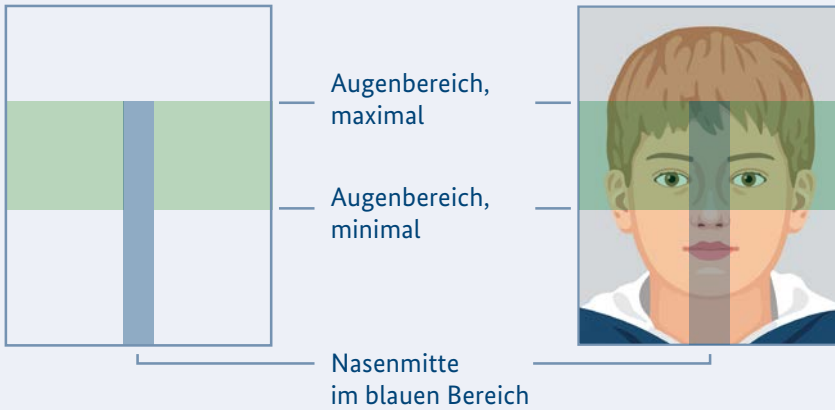 Augenbereich,
maximal
Augenbereich,
minimal
Nasenmitte
im blauen Bereich